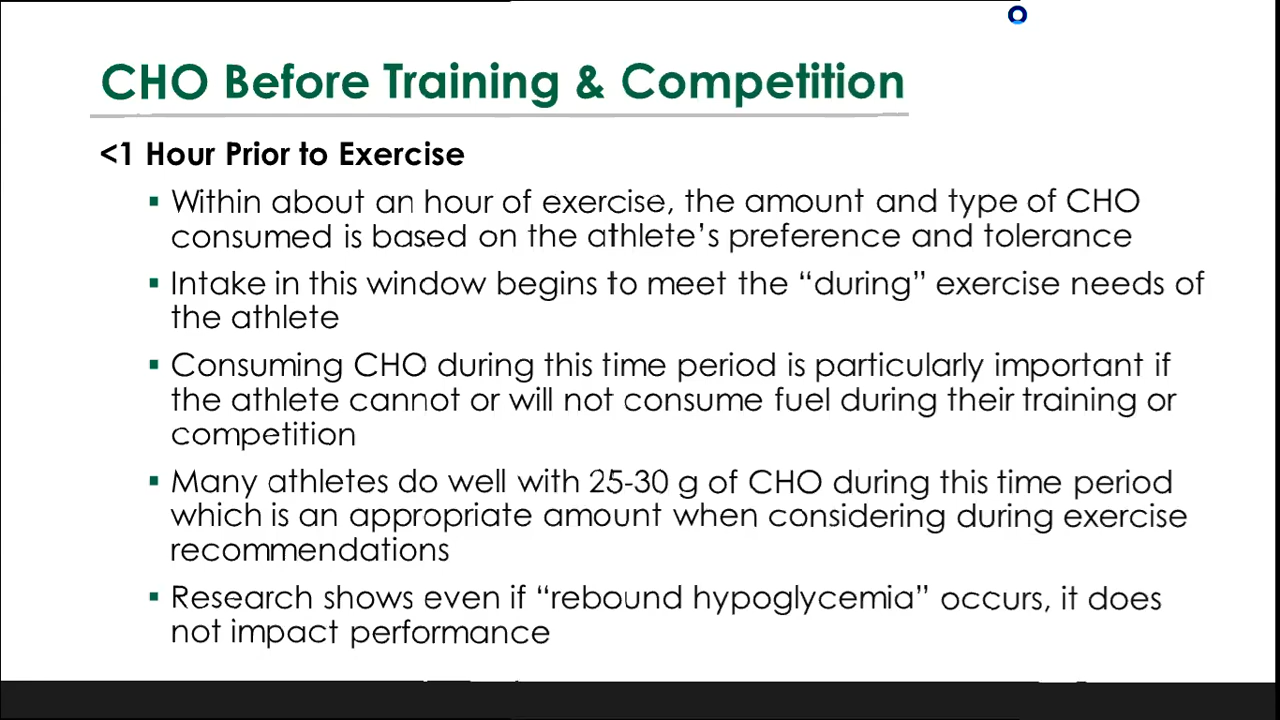 CHO Before Training & Competition
<1 Hour Prior to Exercise
▪ Within about an hour of exercise, the amount and type of CHO
consumed is based on the athlete's preference and tolerance
▪ Intake in this window begins to meet the “during” exercise needs of
the athlete
▪ Consuming CHO during this time period is particularly important if
the athlete cannot or will not consume fuel during their training or
competition
▪ Many athletes do well with 25-30 g of CHO during this time period
which is an appropriate amount when considering during exercise
recommendations
▪ Research shows even if “rebound hypoglycemia” occurs, it does
not impact performance